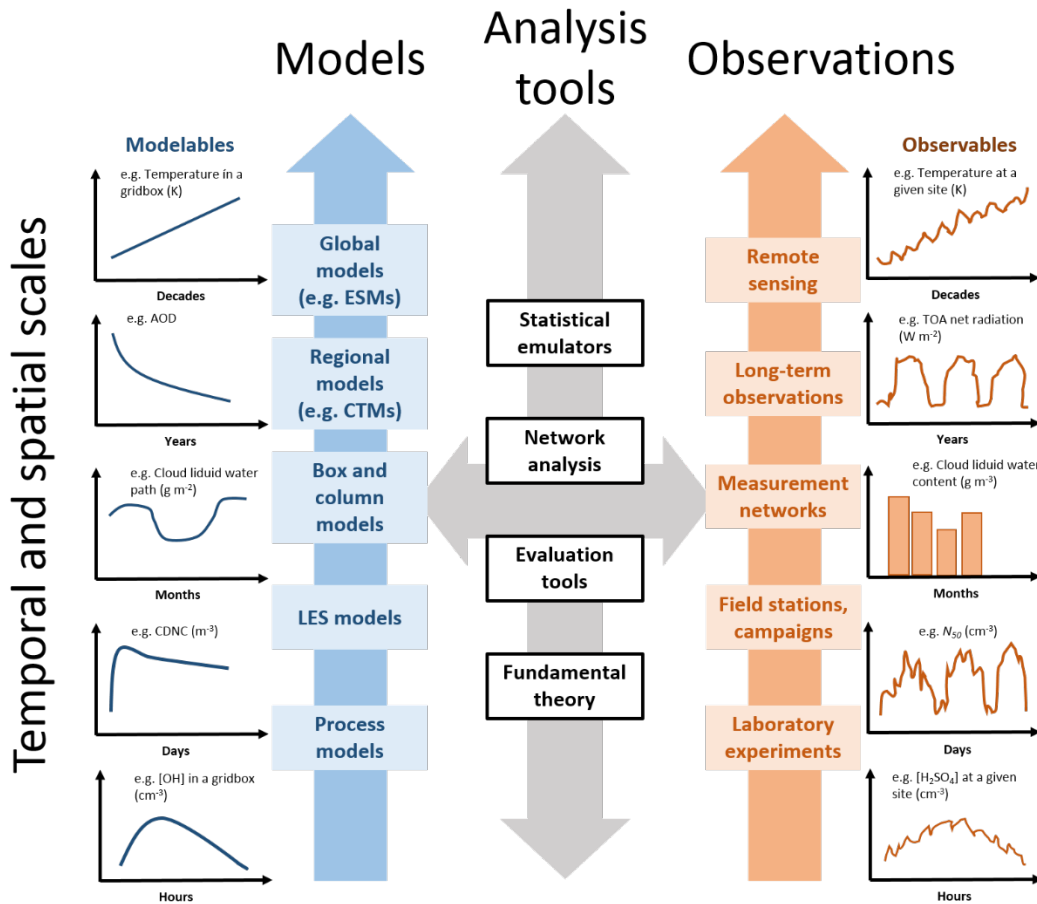 Analysis
tools
Models
Observations
Temporal and spatial scales
Modelables
e.g. Temperature in a
gridbox (K)
Decades
e.g. AOD
Years
e.g. Cloud liduid water
path (g m-2)
Months
e.g. CDNC (m-3)
Days
e.g. [OH] in a gridbox
(cm-3)
Hours
Global
models
(e.g. ESMs)
Regional
models
(e.g. CTMs)
Box and
column
models
LES models
Process
models
Statistical
emulators
Network
analysis
Evaluation
tools
Fundamental
theory
Remote
sensing
Long-term
observations
Measurement
networks
Field stations,
campaigns
Laboratory
experiments
Observables
e.g. Temperature at a
given site (K)
Decades
e.g. TOA net radiation
(W m-2)
Years
e.g. Cloud liduid water
content (g m-3)
Months
e.g. N50 (cm-3)
Days
e.g. [H2SO4] at a given
site (cm-3)
Hours